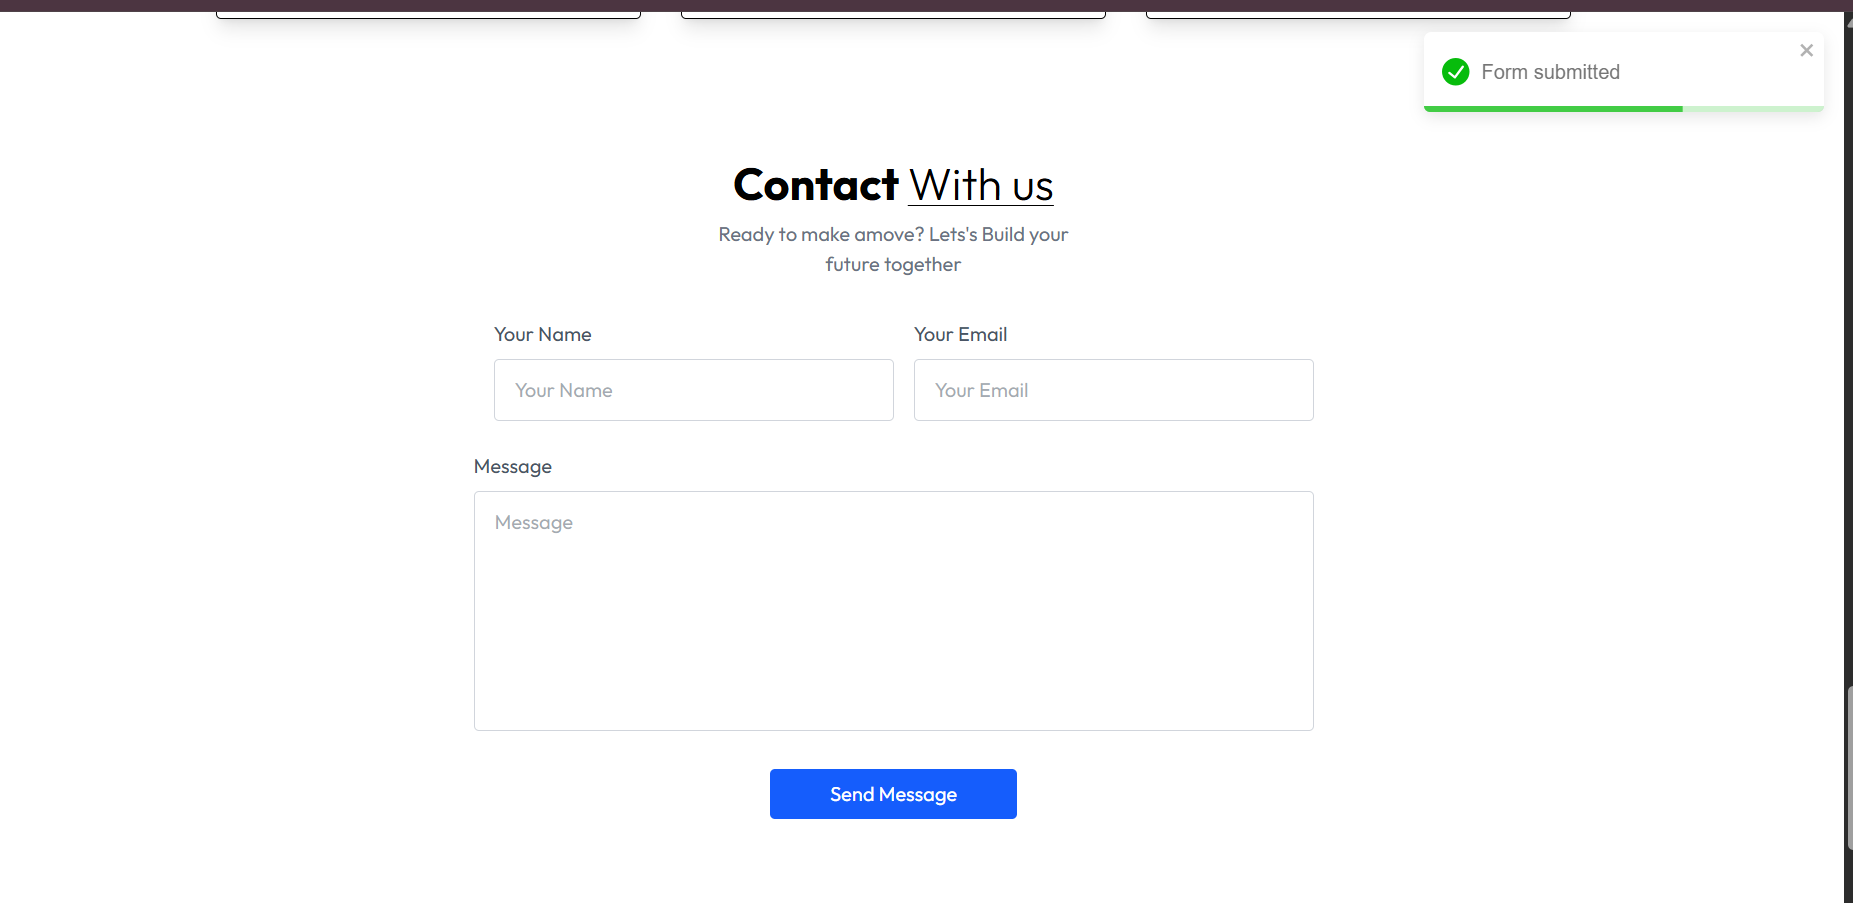 Form submitted
Contact With us
Ready to make amove? Lets's Build your
future together
Your Name
Your Email
Your Name
Your Email
Message
Message
Send Message